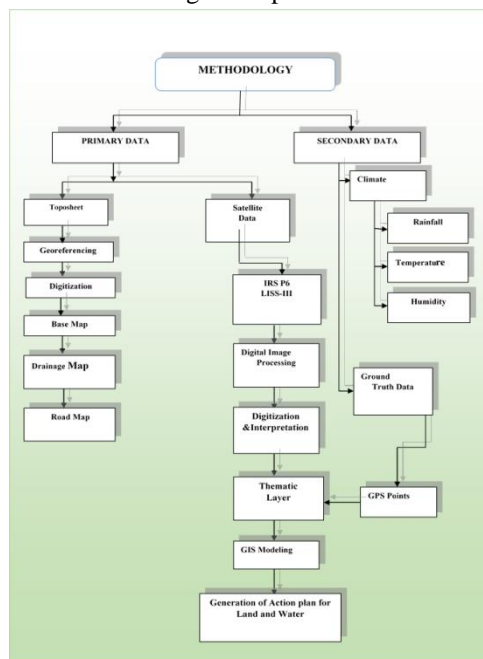 METHODOLOGY
PRIMARY DATA
SECONDARY DATA
Climate
Toposheet
Satellite
Data
Rainfall
Georeferencing
Temperature
Digitization
IRS P6
LISS-III
Humidity
Base Map
Digital Image
Processing
Drainage Map
Ground
Truth Data
Road Map
Digitization
&Interpretation
Thematic
Layer
GPS Points
GIS Modeling
Generation of Action plan for
Land and Water